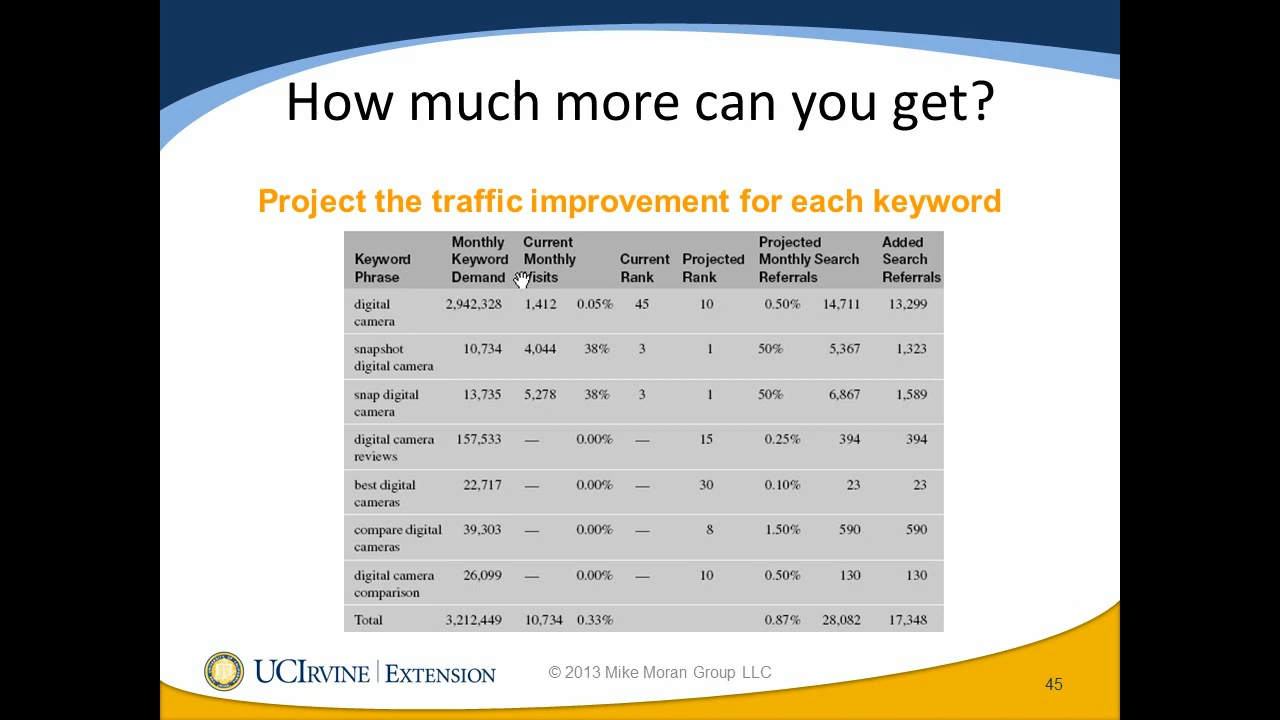 How much more can you get?
Project the traffic improvement for each keyword
Keyword Phrase Monthly Keyword Demand Current Monthly Visits Current Rank Projected Rank Projected Monthly Search Referrals Added Search Referrals
digital camera 2,942,328 1,412 0.05% 45 10 0.50% 14,711 13,299
snapshot digital camera 10,734 4,044 38% 3 1 50% 5,367 1,323
snap digital camera 13,735 5,278 38% 3 1 50% 6,867 1,589
digital camera reviews 157,533 — 0.00% — 15 0.25% 394 394
best digital cameras 22,717 — 0.00% — 30 0.10% 23 23
compare digital cameras 39,303 — 0.00% — 8 1.50% 590 590
digital camera comparison 26,099 — 0.00% — 10 0.50% 130 130
Total 3,212,449 10,734 0.33% 0.87% 28,082 17,348
UCIRVINE | EXTENSION
© 2013 Mike Moran Group LLC
45